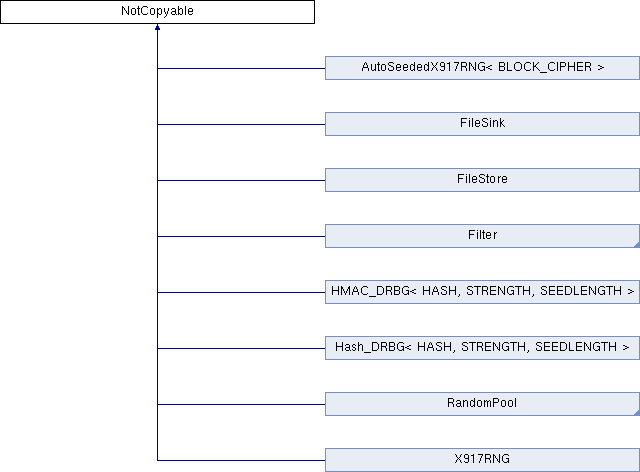 NotCopyable
AutoSeededX917RNG< BLOCK_CIPHER >
FileSink
FileStore
Filter
HMAC_DRBG< HASH, STRENGTH, SEEDLENGTH >
Hash_DRBG< HASH, STRENGTH, SEEDLENGTH >
RandomPool
X917RNG